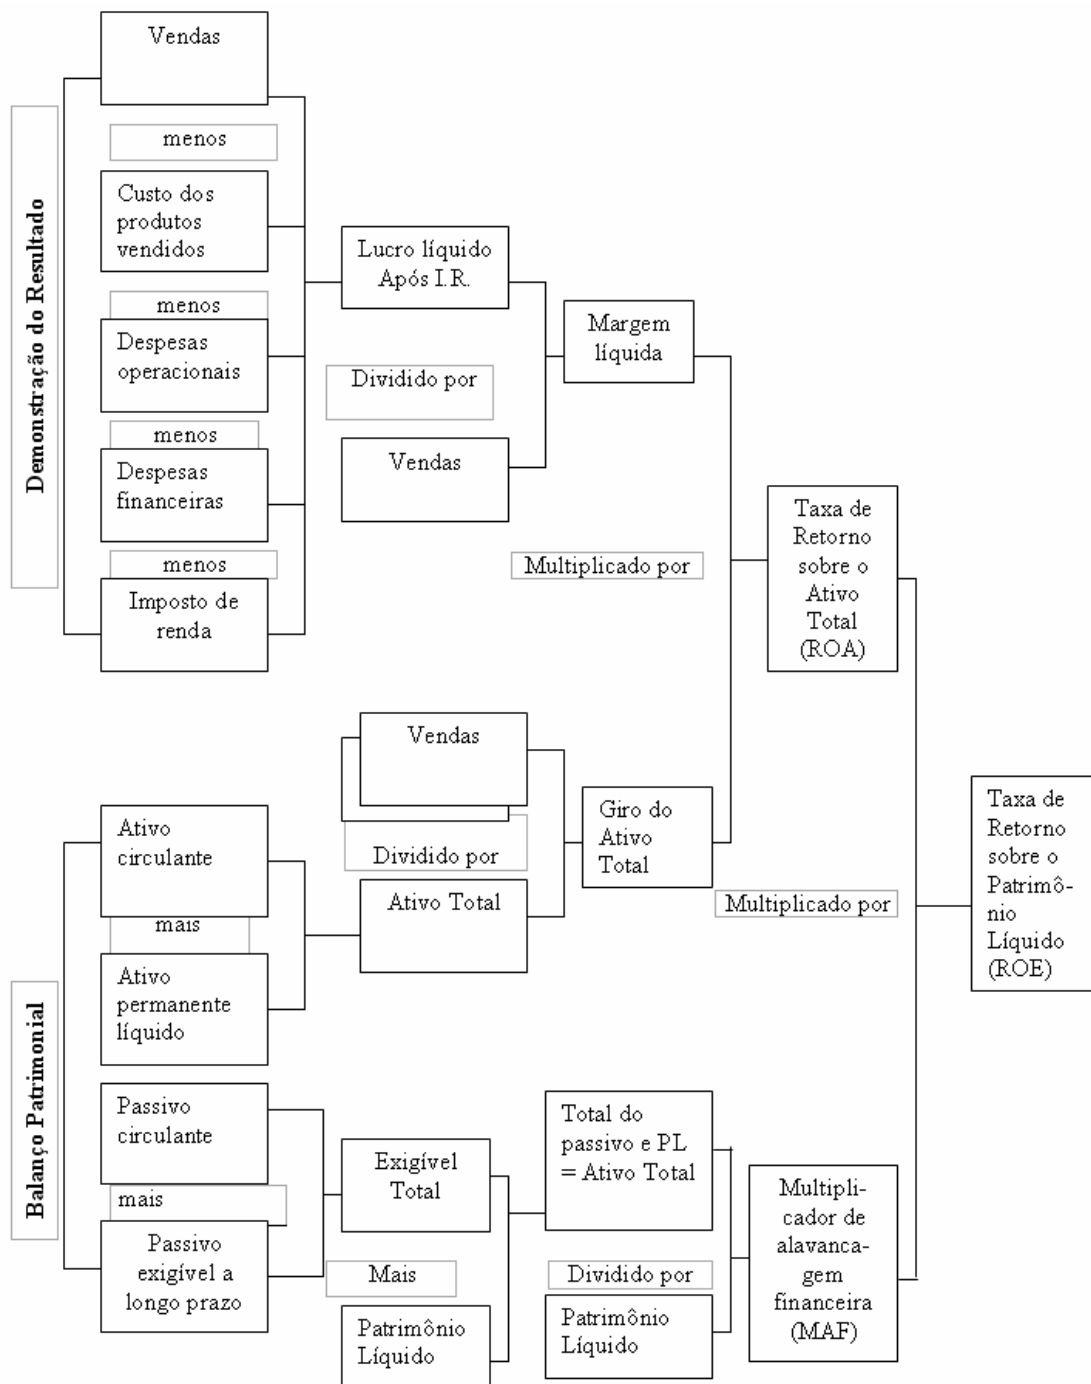 Demonstração do Resultado
Vendas
menos
Custo dos
produtos
vendidos
menos
Despesas
operacionais
menos
Despesas
financeiras
menos
Imposto de
renda
Lucro líquido
Após I.R.
Dividido por
Vendas
Margem
líquida
Multiplicado por
Taxa de
Retorno
sobre o
Ativo
Total
(ROA)
Balanço Patrimonial
Ativo
circulante
mais
Ativo
permanente
líquido
Vendas
Dividido por
Ativo Total
Giro do
Ativo
Total
Multiplicado por
Taxa de
Retorno
sobre o
Patrimô-
nio
Líquido
(ROE)
Passivo
circulante
mais
Passivo
exigível a
longo prazo
Exigível
Total
Mais
Patrimônio
Líquido
Total do
passivo e PL
= Ativo Total
Dividido por
Patrimônio
Líquido
Multipli-
cador de
alavanca-
gem
financeira
(MAF)